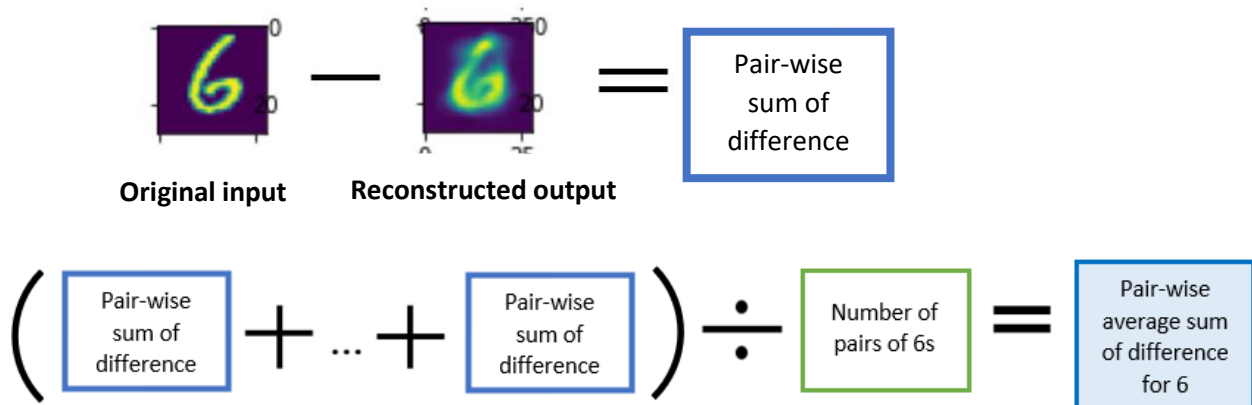 Original input
Reconstructed output
Pair-wise
sum of
difference
0
20
20
0
Pair-wise
sum of
difference
...
Pair-wise
sum of
difference
Number of
pairs of 6s
Pair-wise
average sum
of difference
for 6